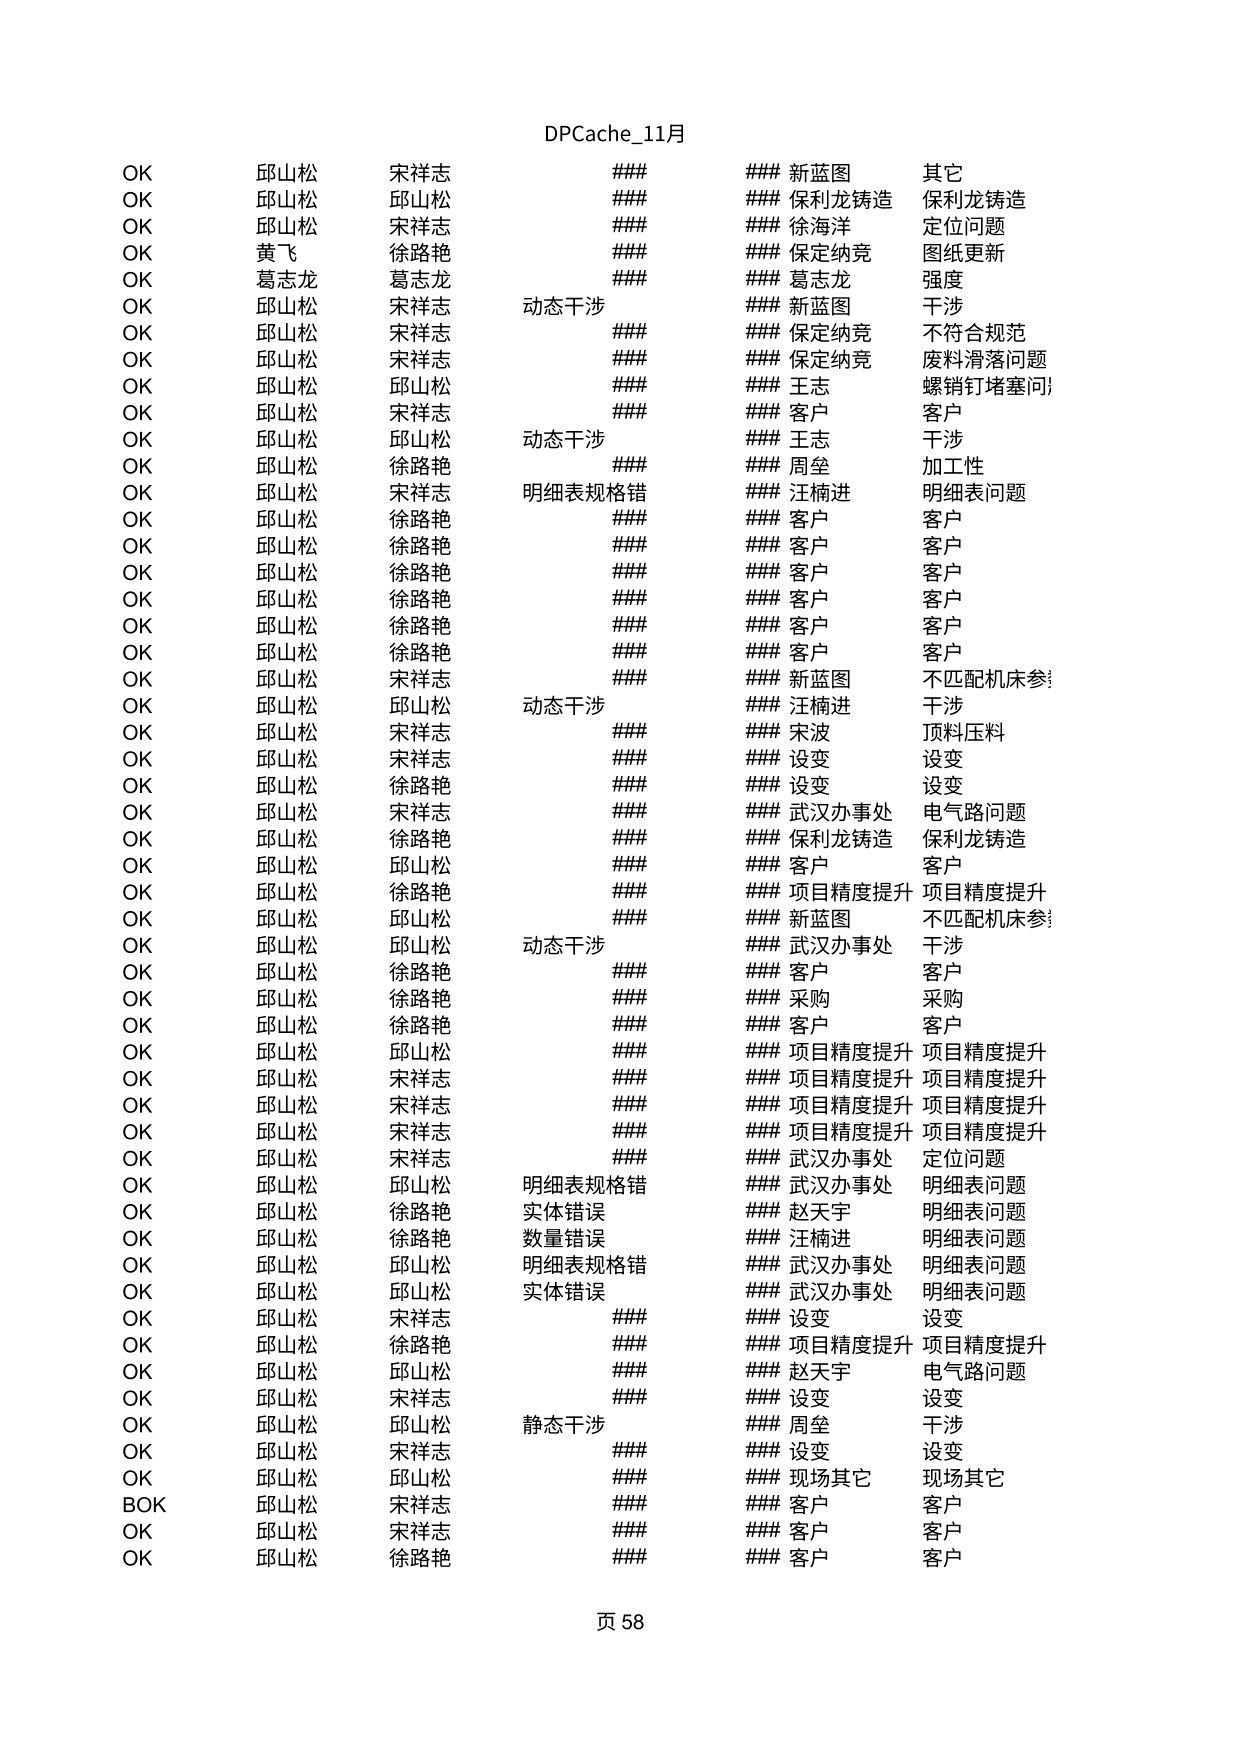 DPCache_11月
OK 邱山松 宋祥志 ### ### 新蓝图 其它
OK 邱山松 邱山松 ### ### 保利龙铸造 保利龙铸造
OK 邱山松 宋祥志 ### ### 徐海洋 定位问题
OK 黄飞 徐路艳 ### ### 保定纳竞 图纸更新
OK 葛志龙 葛志龙 ### ### 葛志龙 强度
OK 邱山松 宋祥志 动态干涉 ### 新蓝图 干涉
OK 邱山松 宋祥志 ### ### 保定纳竞 不符合规范
OK 邱山松 宋祥志 ### ### 保定纳竞 废料滑落问题
OK 邱山松 邱山松 ### ### 王志 螺销钉堵塞问
OK 邱山松 宋祥志 ### ### 客户 客户
OK 邱山松 邱山松 动态干涉 ### 王志 干涉
OK 邱山松 徐路艳 ### ### 周垒 加工性
OK 邱山松 宋祥志 明细表规格错 ### 汪楠进 明细表问题
OK 邱山松 徐路艳 ### ### 客户 客户
OK 邱山松 徐路艳 ### ### 客户 客户
OK 邱山松 徐路艳 ### ### 客户 客户
OK 邱山松 徐路艳 ### ### 客户 客户
OK 邱山松 徐路艳 ### ### 客户 客户
OK 邱山松 徐路艳 ### ### 客户 客户
OK 邱山松 宋祥志 ### ### 新蓝图 不匹配机床参
OK 邱山松 邱山松 动态干涉 ### 汪楠进 干涉
OK 邱山松 宋祥志 ### ### 宋波 顶料压料
OK 邱山松 宋祥志 ### ### 设变 设变
OK 邱山松 徐路艳 ### ### 设变 设变
OK 邱山松 宋祥志 ### ### 武汉办事处 电气路问题
OK 邱山松 徐路艳 ### ### 保利龙铸造 保利龙铸造
OK 邱山松 邱山松 ### ### 客户 客户
OK 邱山松 徐路艳 ### ### 项目精度提升 项目精度提升
OK 邱山松 邱山松 ### ### 新蓝图 不匹配机床参
OK 邱山松 邱山松 动态干涉 ### 武汉办事处 干涉
OK 邱山松 徐路艳 ### ### 客户 客户
OK 邱山松 徐路艳 ### ### 采购 采购
OK 邱山松 徐路艳 ### ### 客户 客户
OK 邱山松 邱山松 ### ### 项目精度提升 项目精度提升
OK 邱山松 宋祥志 ### ### 项目精度提升 项目精度提升
OK 邱山松 宋祥志 ### ### 项目精度提升 项目精度提升
OK 邱山松 宋祥志 ### ### 项目精度提升 项目精度提升
OK 邱山松 宋祥志 ### ### 武汉办事处 定位问题
OK 邱山松 邱山松 明细表规格错 ### 武汉办事处 明细表问题
OK 邱山松 徐路艳 实体错误 ### 赵天宇 明细表问题
OK 邱山松 徐路艳 数量错误 ### 汪楠进 明细表问题
OK 邱山松 邱山松 明细表规格错 ### 武汉办事处 明细表问题
OK 邱山松 邱山松 实体错误 ### 武汉办事处 明细表问题
OK 邱山松 宋祥志 ### ### 设变 设变
OK 邱山松 徐路艳 ### ### 项目精度提升 项目精度提升
OK 邱山松 邱山松 ### ### 赵天宇 电气路问题
OK 邱山松 宋祥志 ### ### 设变 设变
OK 邱山松 邱山松 静态干涉 ### 周垒 干涉
OK 邱山松 宋祥志 ### ### 设变 设变
OK 邱山松 邱山松 ### ### 现场其它 现场其它
BOK 邱山松 宋祥志 ### ### 客户 客户
OK 邱山松 宋祥志 ### ### 客户 客户
OK 邱山松 徐路艳 ### ### 客户 客户
页 58